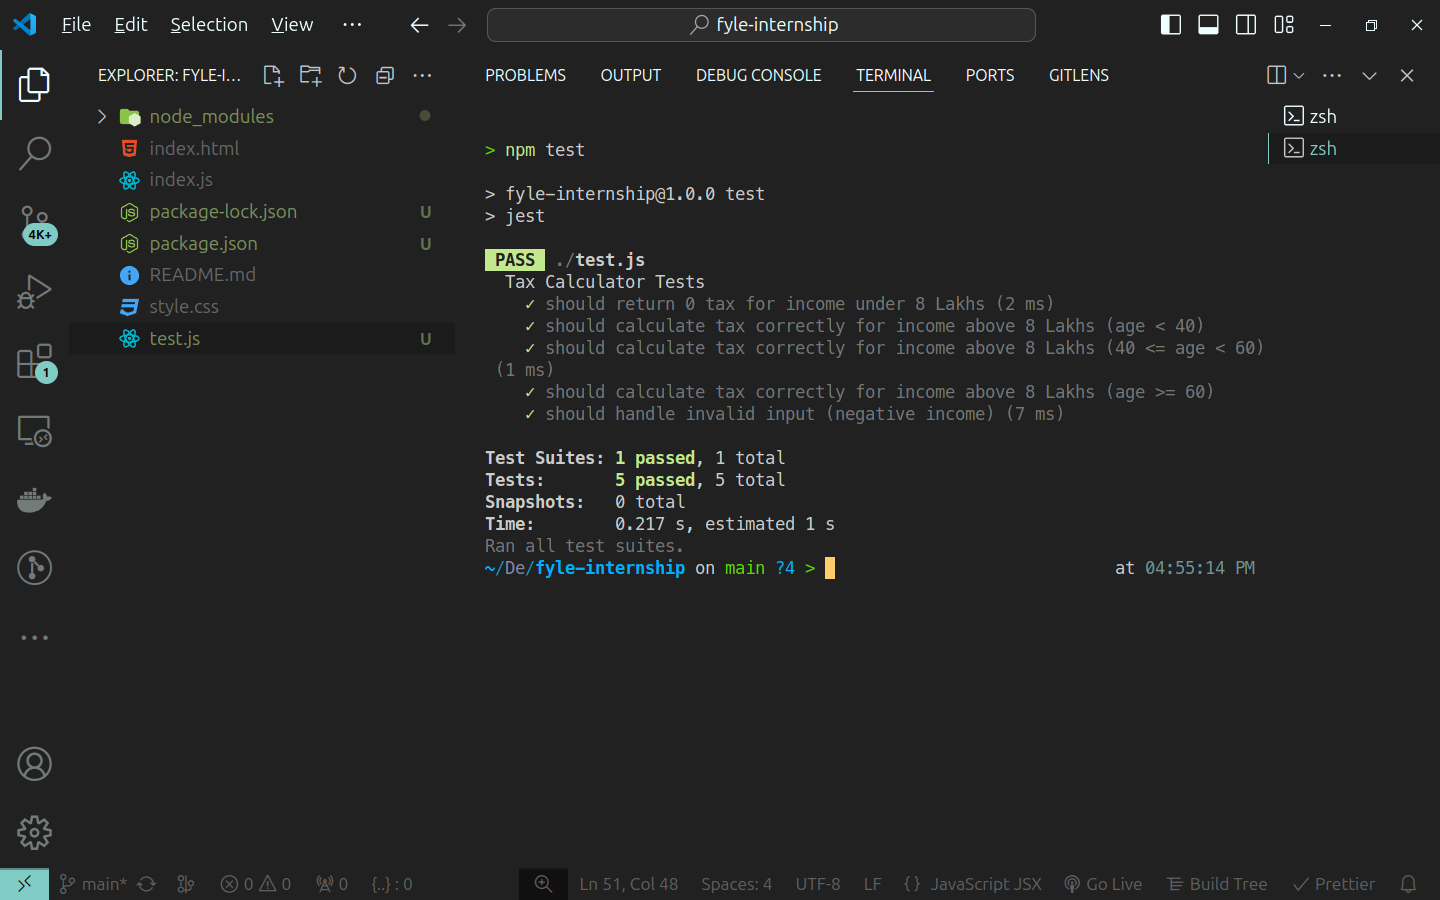 File Edit Selection View ··· fyle-internship
EXPLORER: FYLE-I... 
node_modules
index.html
index.js
package-lock.json U
package.json U
README.md
style.css
test.js U
4K+
1
PROBLEMS OUTPUT DEBUG CONSOLE TERMINAL PORTS GITLENS
zsh
zsh
> npm test
> fyle-internship@1.0.0 test
> jest
PASS ./test.js
Tax Calculator Tests
✓ should return 0 tax for income under 8 Lakhs (2 ms)
✓ should calculate tax correctly for income above 8 Lakhs (age < 40)
✓ should calculate tax correctly for income above 8 Lakhs (40 <= age < 60)
(1 ms)
✓ should calculate tax correctly for income above 8 Lakhs (age >= 60)
✓ should handle invalid input (negative income) (7 ms)
Test Suites: 1 passed, 1 total
Tests: 5 passed, 5 total
Snapshots: 0 total
Time: 0.217 s, estimated 1 s
Ran all test suites.
~/De/fyle-internship on main ?4 > at 04:55:14 PM
main* 0 0 0 {..} : 0 Ln 51, Col 48 Spaces: 4 UTF-8 LF {} JavaScript JSX Go Live Build Tree Prettier